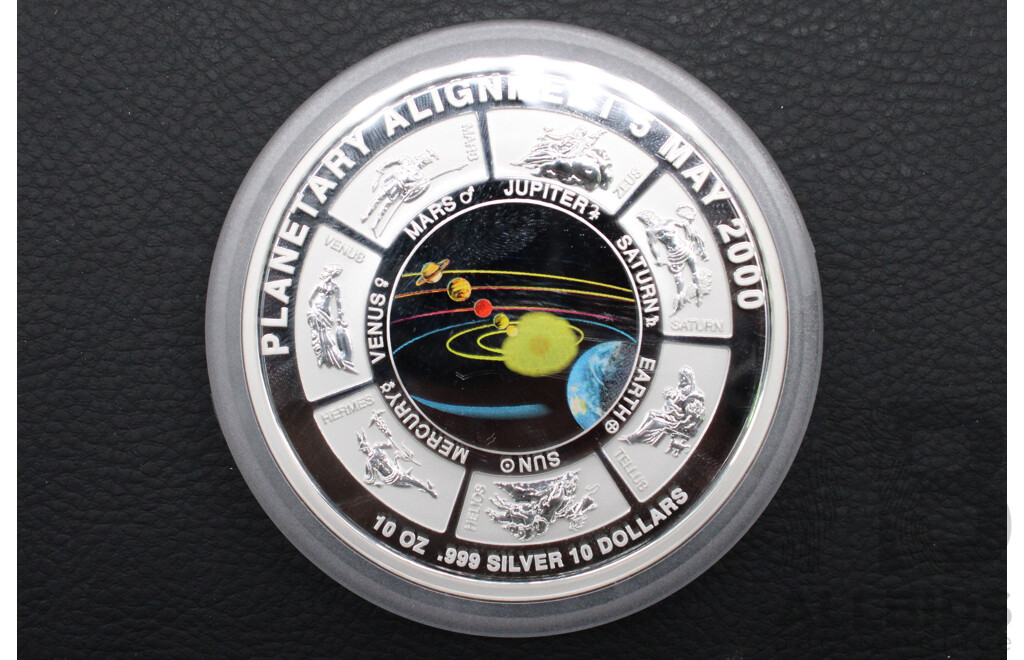 PLANETARY ALIGNMENT 5 MAY 2000
MARS
ZEUS
SATURN
TELLUS
HELIOS
HERMES
VENUS
MARS ♂
JUPITER ♃
SATURN ♄
EARTH ⊕
SUN ⊙
MERCURY ☿
VENUS ♀
10 OZ .999 SILVER 10 DOLLARS
ALLBIDS